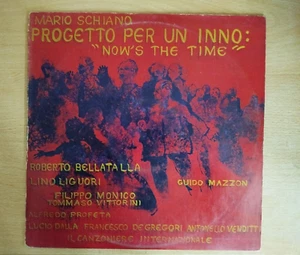 MARIO SCHIANO
PROGETTO PER UN INNO:
"NOW'S THE TIME"
ROBERTO BELLATALLA
LINO LIGUORI
GUIDO MAZZON
FILIPPO MONICO
TOMMASO VITTORINI
ALFREDO PROFETA
LUCIO DALLA FRANCESCO DEGREGORI ANTONELLO VENDITTI
IL CANZONIERE INTERNAZIONALE